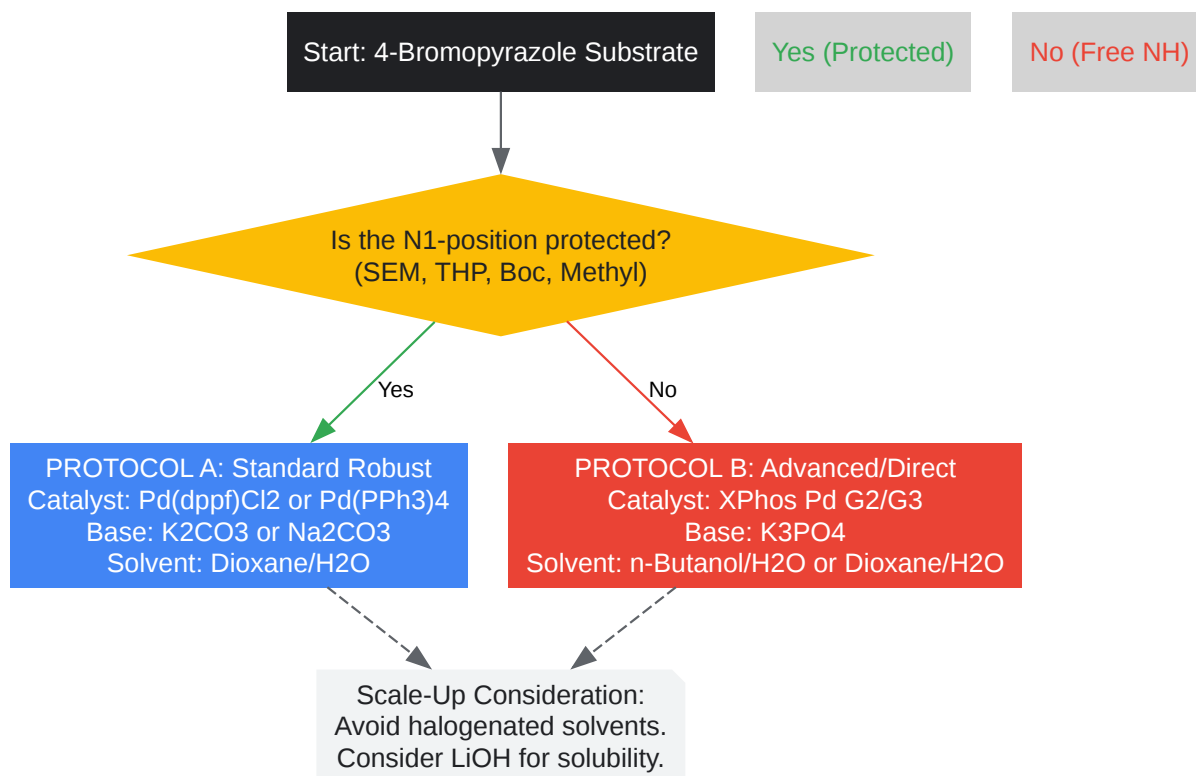 Start: 4-Bromopyrazole Substrate
Yes (Protected)
No (Free NH)
Is the N1-position protected?
(SEM, THP, Boc, Methyl)
Yes
No
PROTOCOL A: Standard Robust
Catalyst: Pd(dppf)Cl2 or Pd(PPh3)4
Base: K2CO3 or Na2CO3
Solvent: Dioxane/H2O
PROTOCOL B: Advanced/Direct
Catalyst: XPhos Pd G2/G3
Base: K3PO4
Solvent: n-Butanol/H2O or Dioxane/H2O
Scale-Up Consideration:
Avoid halogenated solvents.
Consider LiOH for solubility.